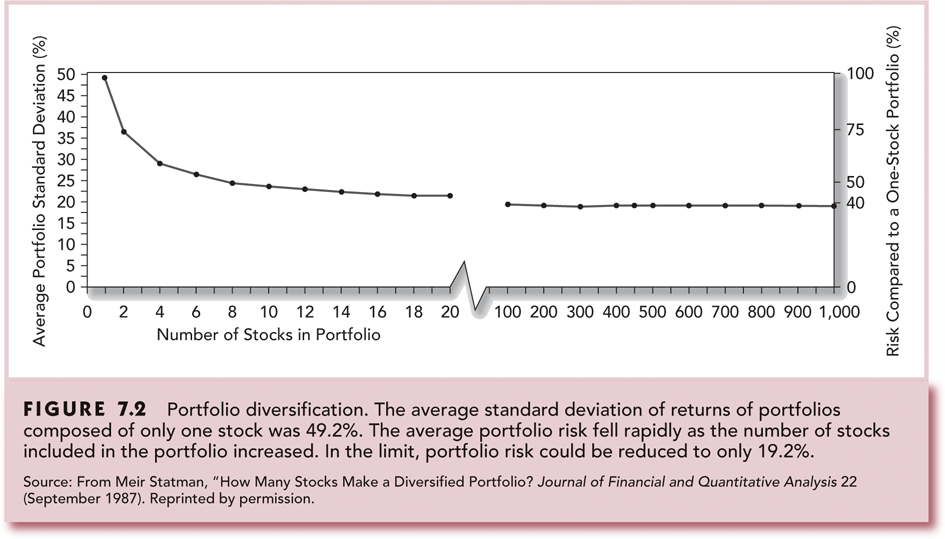 Average Portfolio Standard Deviation (%)
50
45
40
35
30
25
20
15
10
5
0
Risk Compared to a One-Stock Portfolio (%)
100
75
50
40
0
0 2 4 6 8 10 12 14 16 18 20 100 200 300 400 500 600 700 800 900 1,000
Number of Stocks in Portfolio
FIGURE 7.2 Portfolio diversification. The average standard deviation of returns of portfolios
composed of only one stock was 49.2%. The average portfolio risk fell rapidly as the number of stocks
included in the portfolio increased. In the limit, portfolio risk could be reduced to only 19.2%.
Source: From Meir Statman, “How Many Stocks Make a Diversified Portfolio? Journal of Financial and Quantitative Analysis 22
(September 1987). Reprinted by permission.